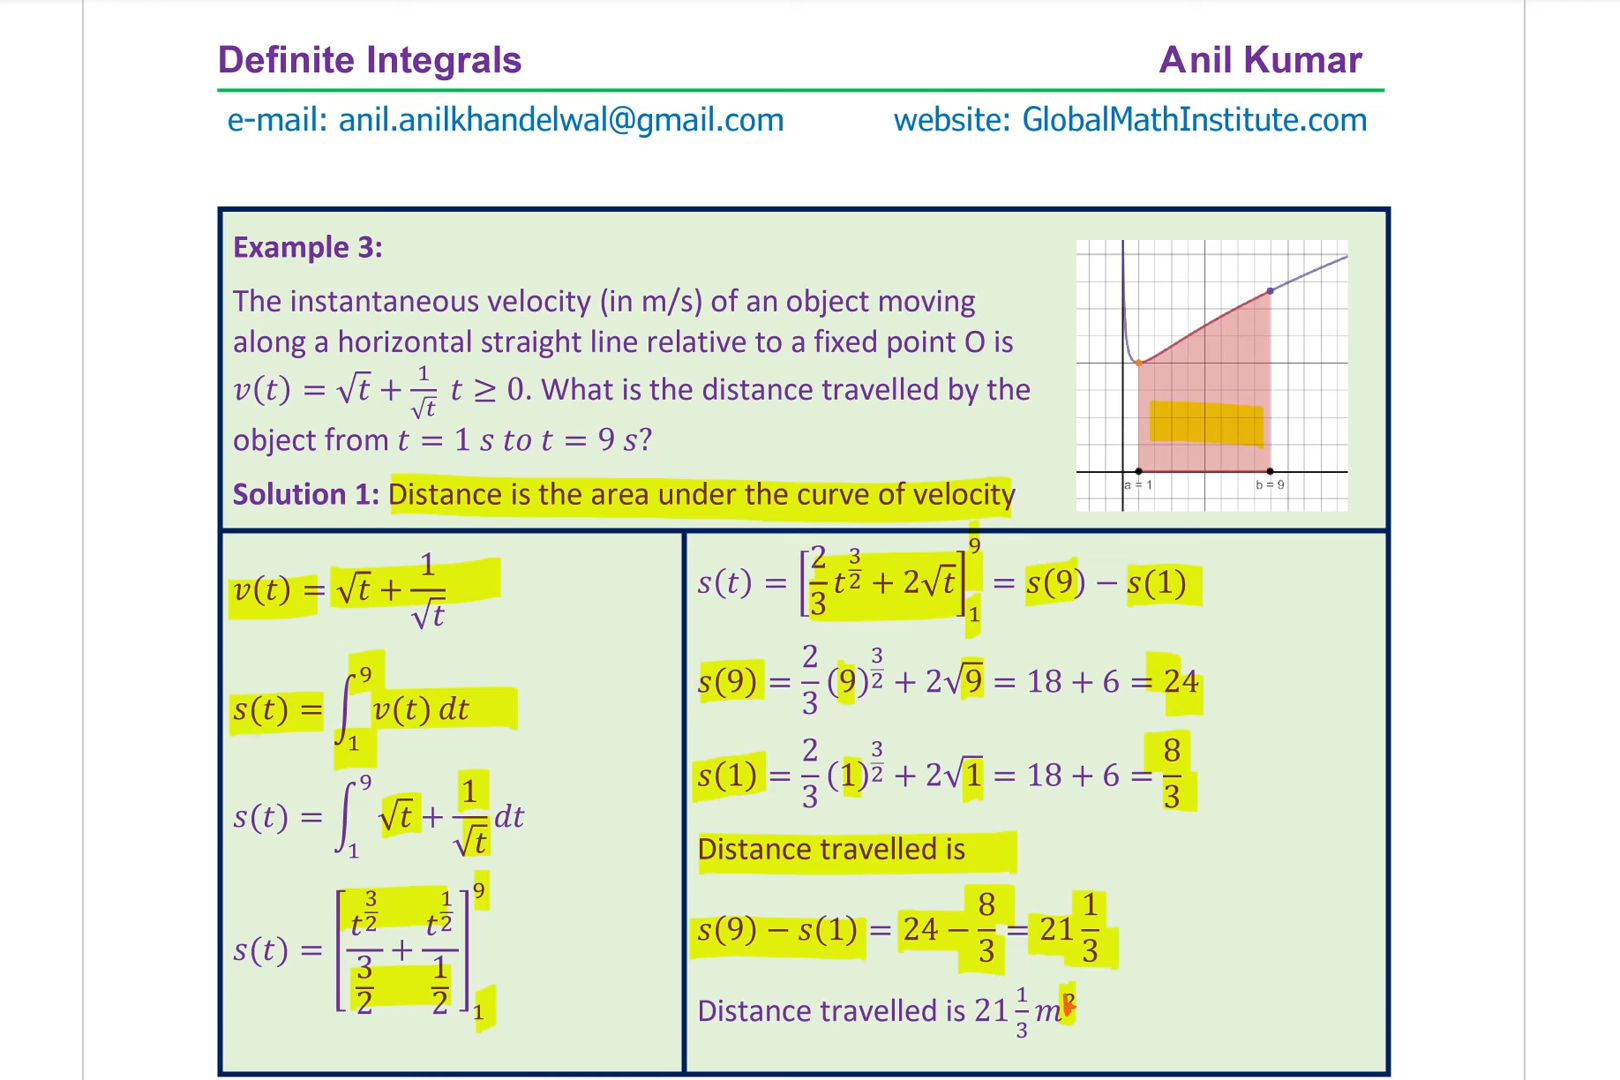 Definite Integrals
Anil Kumar
e-mail: anil.anilkhandelwal@gmail.com
website: GlobalMathInstitute.com
Example 3:
The instantaneous velocity (in m/s) of an object moving
along a horizontal straight line relative to a fixed point O is
v(t) = √t + 1/√t t ≥ 0. What is the distance travelled by the
object from t = 1 s to t = 9 s?
Solution 1: Distance is the area under the curve of velocity
a = 1
b = 9
v(t) = √t + 1/√t
s(t) = ∫₁⁹ v(t) dt
s(t) = ∫₁⁹ √t + 1/√t dt
s(t) = [t^(3/2)/(3/2) + t^(1/2)/(1/2)]₁⁹
s(t) = [2/3 t^(3/2) + 2√t]₁⁹ = s(9) − s(1)
s(9) = 2/3 (9)^(3/2) + 2√9 = 18 + 6 = 24
s(1) = 2/3 (1)^(3/2) + 2√1 = 18 + 6 = 8/3
Distance travelled is
s(9) − s(1) = 24 − 8/3 = 21 1/3
Distance travelled is 21 1/3 m